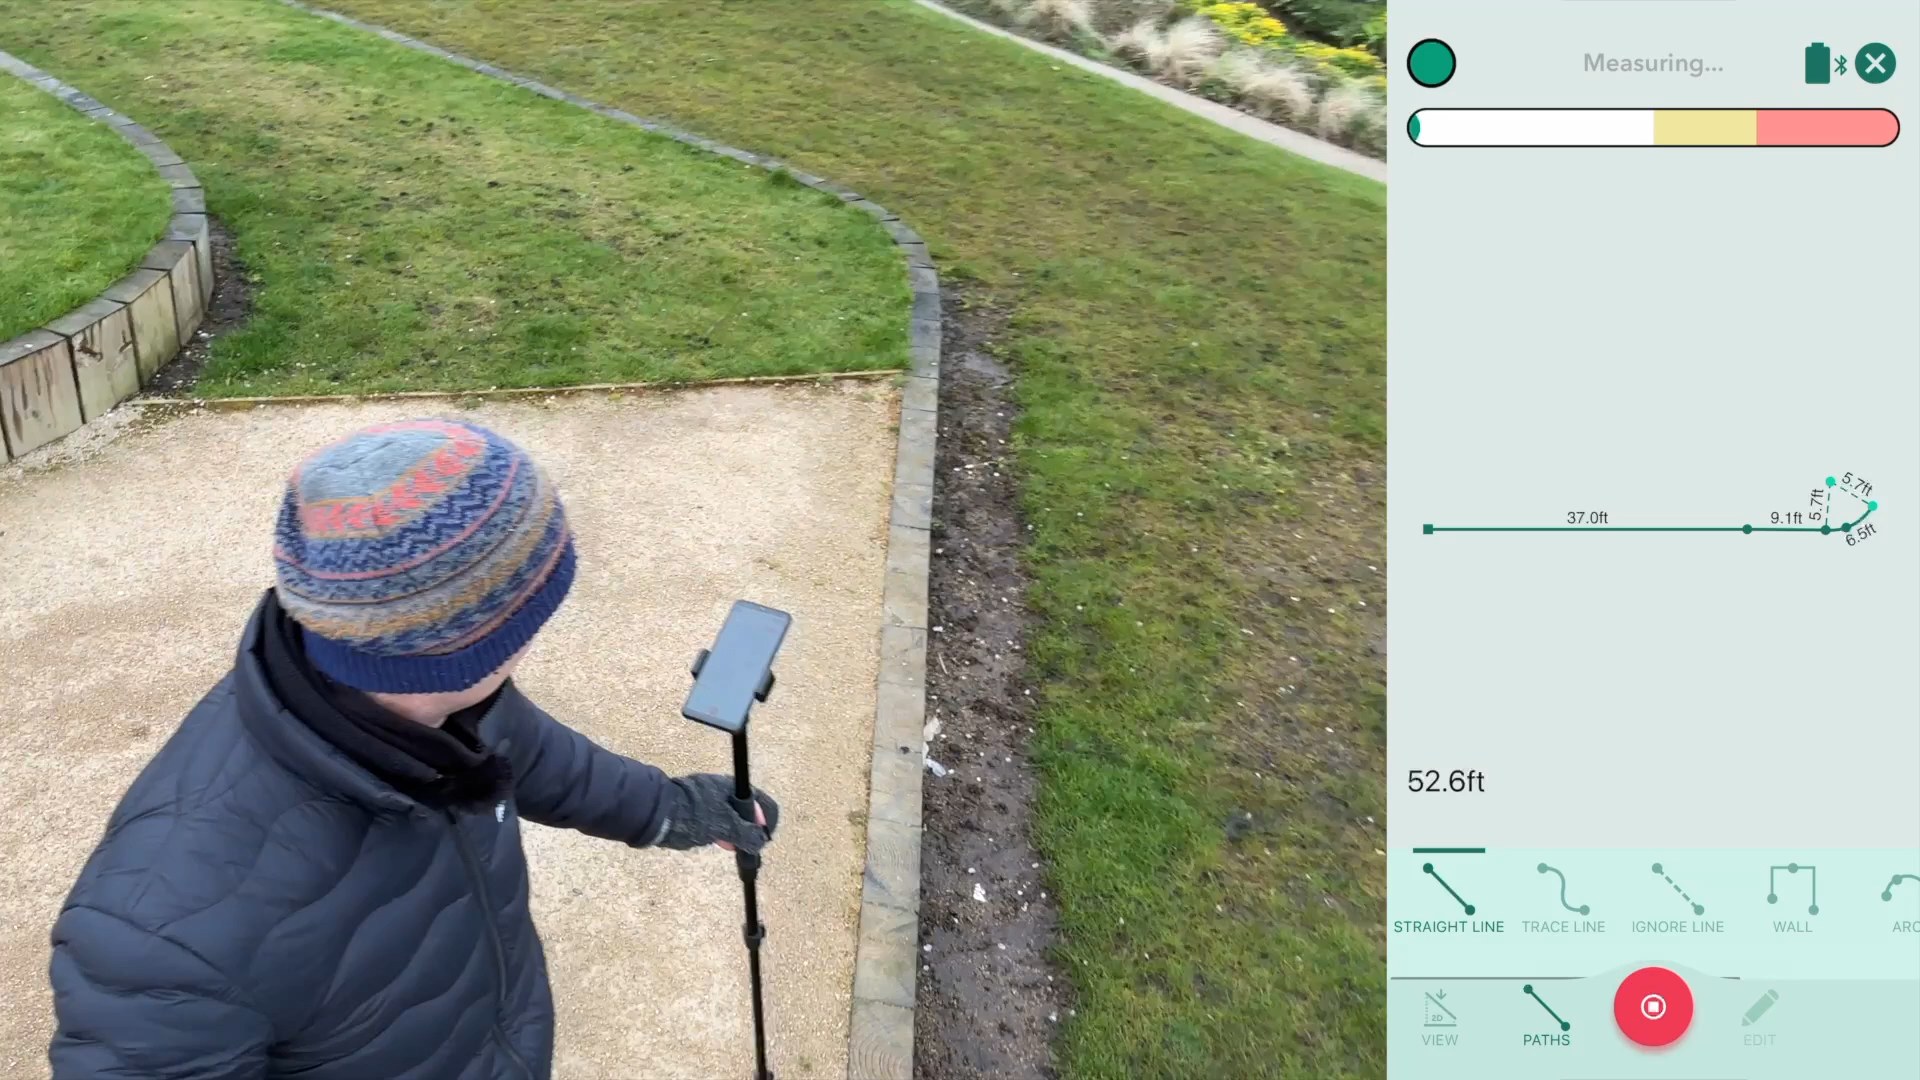 Measuring...
5.7ft
5.7ft
37.0ft
9.1ft
6.5ft
52.6ft
STRAIGHT LINE
TRACE LINE
IGNORE LINE
WALL
ARC
2D
VIEW
PATHS
EDIT